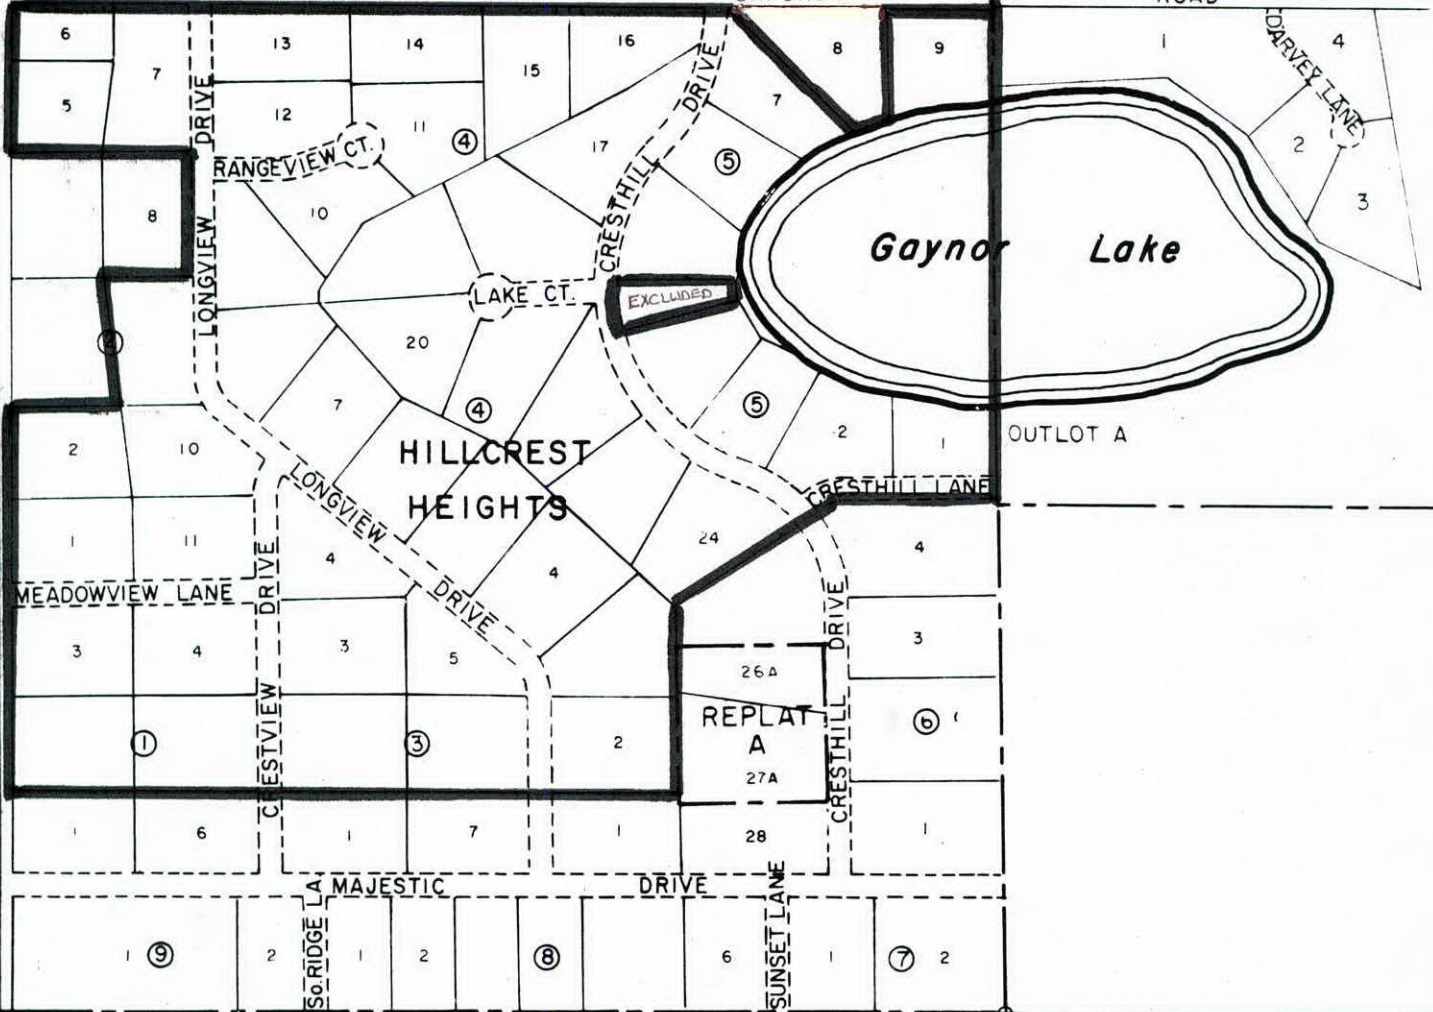 ROAD
6
13
14
16
8
9
1
DARVEY LANE
4
7
15
5
12
11
④
7
DRIVE
DRIVE
RANGEVIEW CT.
17
⑤
2
3
8
10
CRESTHILL
LONGVIEW
Gaynor Lake
LAKE CT.
EXCLUDED
20
7
④
⑤
2
1
OUTLOT A
2
10
HILLCREST
HEIGHTS
LONGVIEW
DRIVE
CRESTHILL LANE
1
11
4
4
24
4
MEADOWVIEW LANE
CRESTVIEW DRIVE
3
4
3
5
3
26A
REPLAT
A
27A
CRESTHILL DRIVE
①
③
2
⑥
1
6
1
7
1
28
1
MAJESTIC DRIVE
So. RIDGE LA.
SUNSET LANE
1
⑨
2
1
2
⑧
6
1
⑦
2